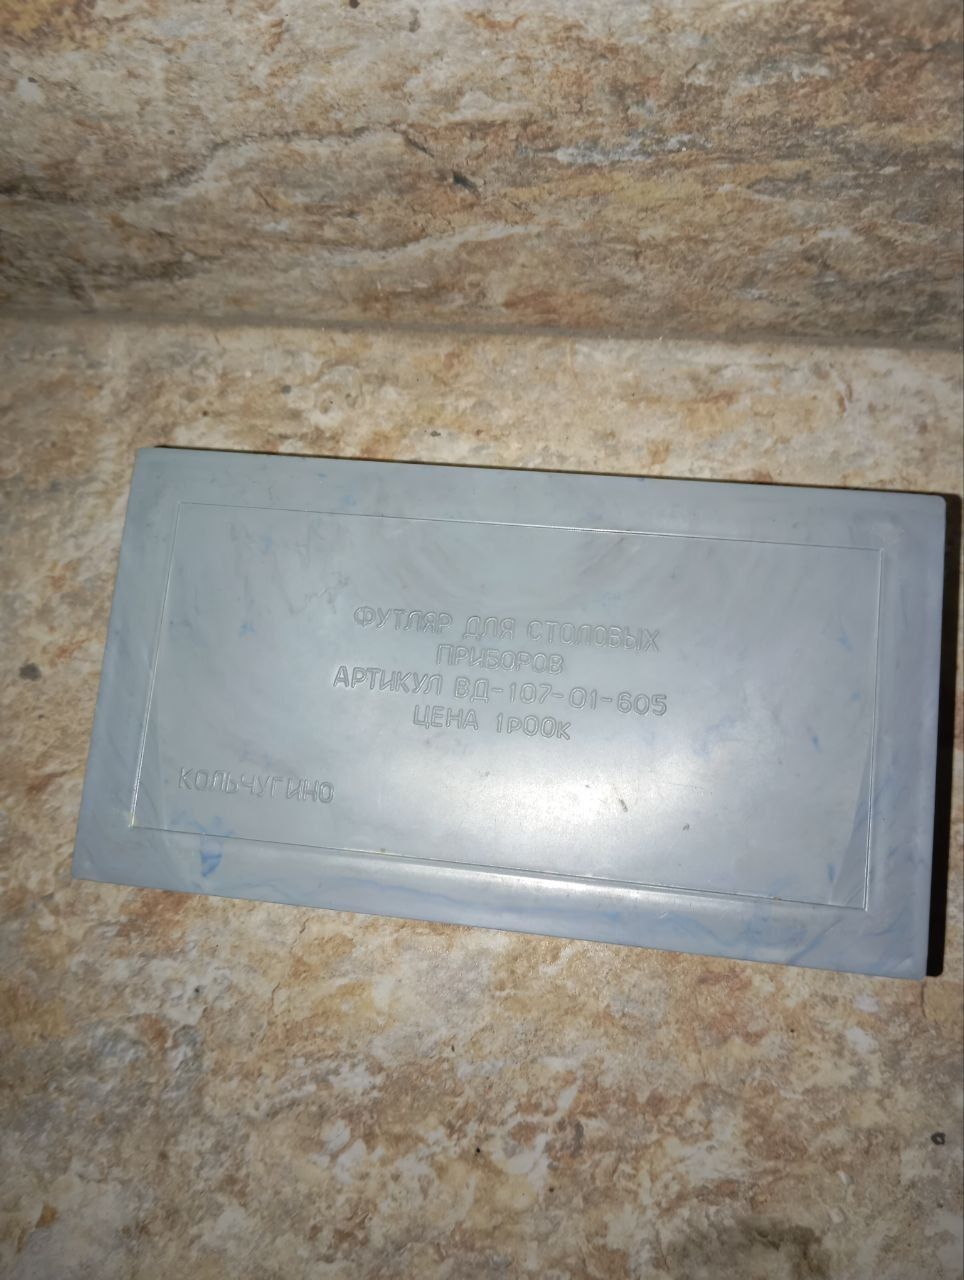 ФУТЛЯР ДЛЯ СТОЛОВЫХ
ПРИБОРОВ
АРТИКУЛ ВД-107-01-605
ЦЕНА 1р00к
КОЛЬЧУГИНО